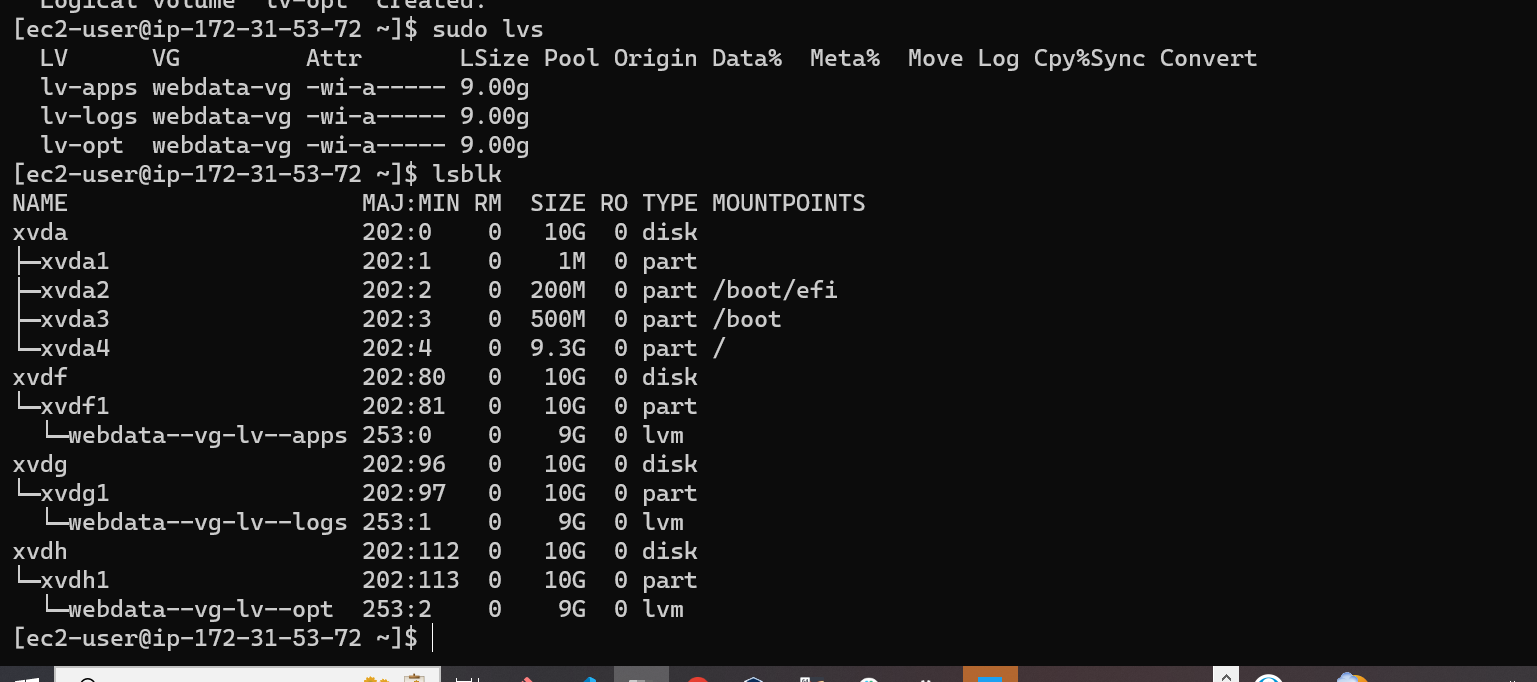 Logical volume "lv-opt" created.
[ec2-user@ip-172-31-53-72 ~]$ sudo lvs
  LV      VG         Attr       LSize Pool Origin Data%  Meta%  Move Log Cpy%Sync Convert
  lv-apps webdata-vg -wi-a----- 9.00g
  lv-logs webdata-vg -wi-a----- 9.00g
  lv-opt  webdata-vg -wi-a----- 9.00g
[ec2-user@ip-172-31-53-72 ~]$ lsblk
NAME                     MAJ:MIN RM  SIZE RO TYPE MOUNTPOINTS
xvda                     202:0    0   10G  0 disk
├─xvda1                  202:1    0    1M  0 part
├─xvda2                  202:2    0  200M  0 part /boot/efi
├─xvda3                  202:3    0  500M  0 part /boot
└─xvda4                  202:4    0  9.3G  0 part /
xvdf                     202:80   0   10G  0 disk
└─xvdf1                  202:81   0   10G  0 part
  └─webdata--vg-lv--apps 253:0    0    9G  0 lvm
xvdg                     202:96   0   10G  0 disk
└─xvdg1                  202:97   0   10G  0 part
  └─webdata--vg-lv--logs 253:1    0    9G  0 lvm
xvdh                     202:112  0   10G  0 disk
└─xvdh1                  202:113  0   10G  0 part
  └─webdata--vg-lv--opt  253:2    0    9G  0 lvm
[ec2-user@ip-172-31-53-72 ~]$